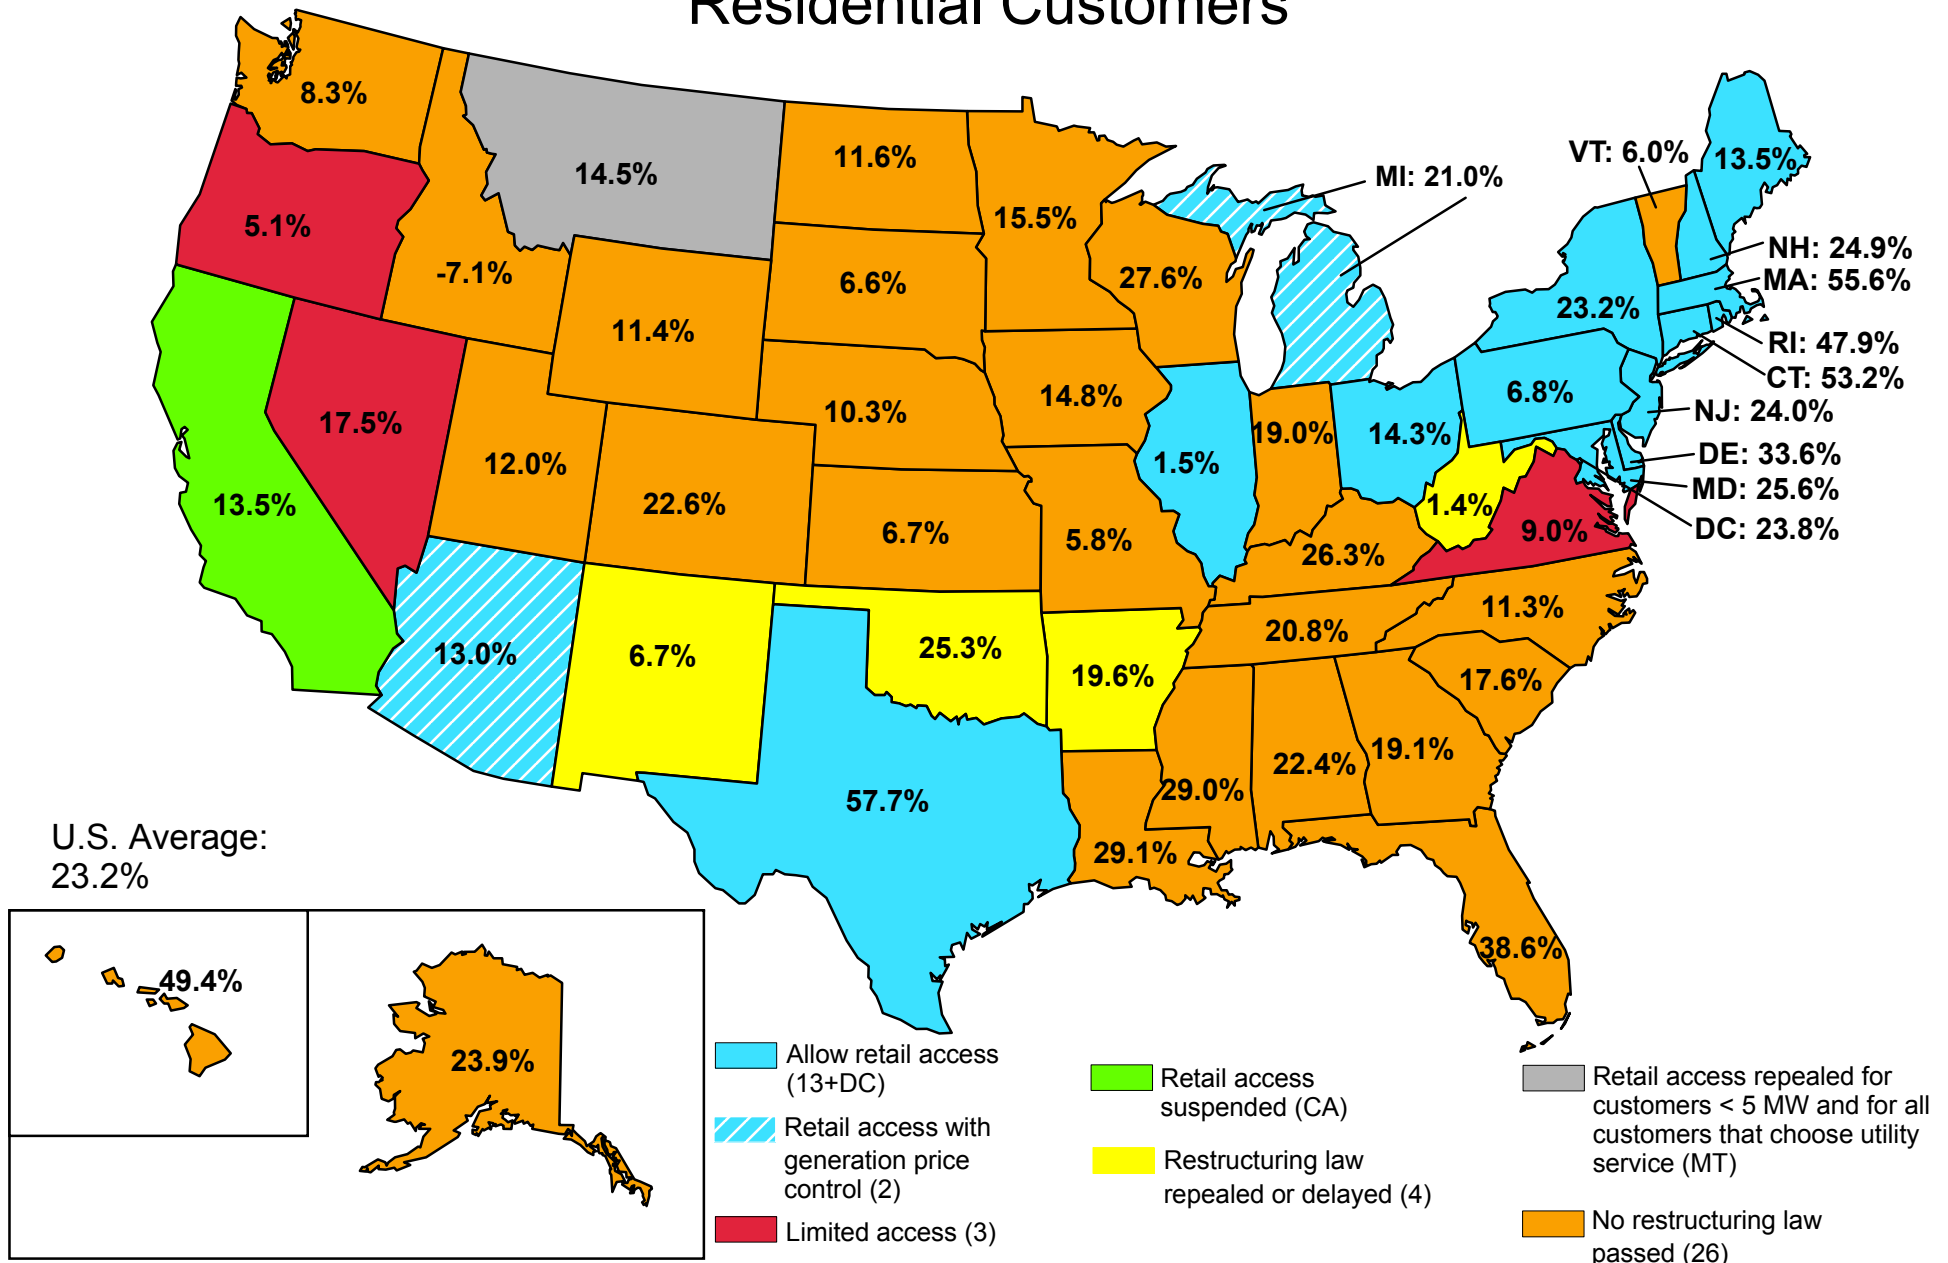 Residential Customers
8.3%
14.5%
11.6%
15.5%
MI: 21.0%
VT: 6.0%
13.5%
5.1%
-7.1%
6.6%
27.6%
NH: 24.9%
MA: 55.6%
11.4%
23.2%
RI: 47.9%
CT: 53.2%
17.5%
10.3%
14.8%
6.8%
NJ: 24.0%
12.0%
19.0%
14.3%
DE: 33.6%
1.5%
MD: 25.6%
13.5%
22.6%
6.7%
5.8%
1.4%
9.0%
DC: 23.8%
26.3%
13.0%
6.7%
25.3%
19.6%
20.8%
11.3%
17.6%
57.7%
29.0%
22.4%
19.1%
29.1%
38.6%
U.S. Average:
23.2%
49.4%
23.9%
Allow retail access
(13+DC)
Retail access with
generation price
control (2)
Limited access (3)
Retail access
suspended (CA)
Restructuring law
repealed or delayed (4)
Retail access repealed for
customers < 5 MW and for all
customers that choose utility
service (MT)
No restructuring law
passed (26)